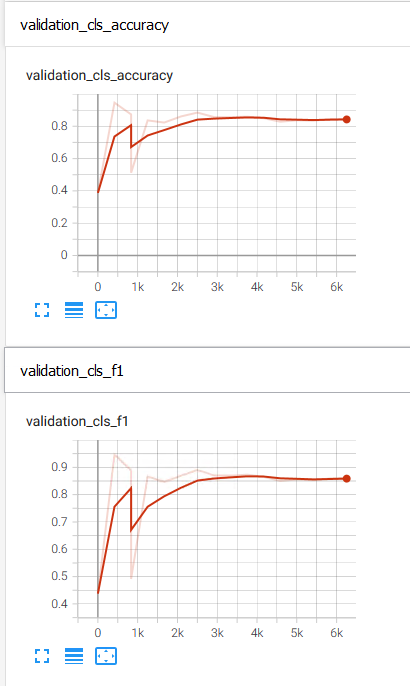 validation_cls_accuracy
validation_cls_accuracy
0.8
0.6
0.4
0.2
0
0 1k 2k 3k 4k 5k 6k
validation_cls_f1
validation_cls_f1
0.9
0.8
0.7
0.6
0.5
0.4
0 1k 2k 3k 4k 5k 6k